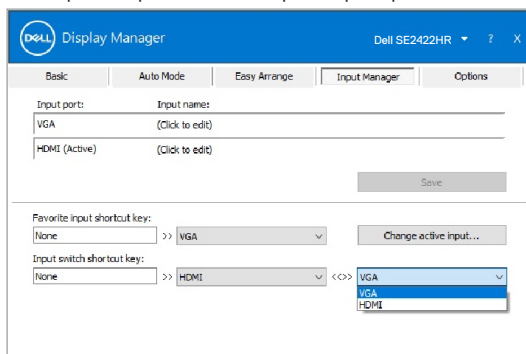 DELL Display Manager
Dell SE2422HR ? X
Basic Auto Mode Easy Arrange Input Manager Options
Input port: Input name:
VGA (Click to edit)
HDMI (Active) (Click to edit)
Save
Favorite input shortcut key:
None >> VGA Change active input...
Input switch shortcut key:
None >> HDMI <<>> VGA
VGA
HDMI